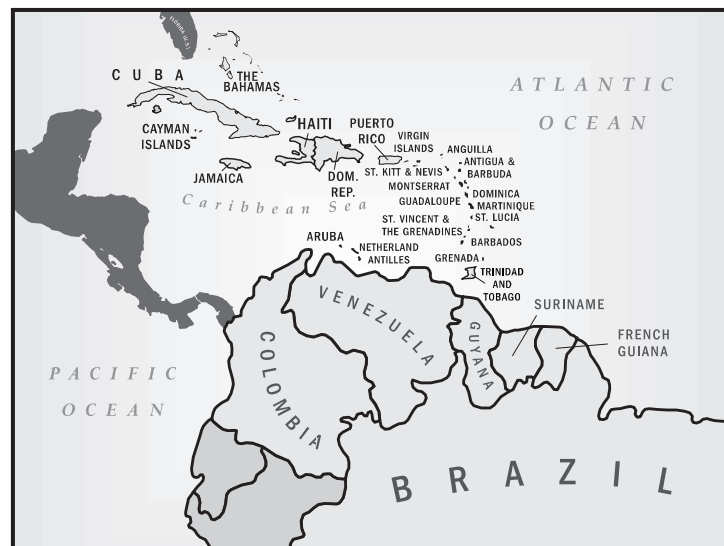 FLORIDA (U.S.)
CUBA
THE
BAHAMAS
ATLANTIC
OCEAN
CAYMAN
ISLANDS
HAITI
PUERTO
RICO
VIRGIN
ISLANDS
ANGUILLA
ANTIGUA &
BARBUDA
JAMAICA
DOM.
REP.
ST. KITT & NEVIS
MONTSERRAT
GUADALOUPE
DOMINICA
MARTINIQUE
ST. LUCIA
Caribbean Sea
ST. VINCENT &
THE GRENADINES
BARBADOS
ARUBA
NETHERLAND
ANTILLES
GRENADA
TRINIDAD
AND
TOBAGO
VENEZUELA
SURINAME
GUYANA
FRENCH
GUIANA
COLOMBIA
PACIFIC
OCEAN
BRAZIL